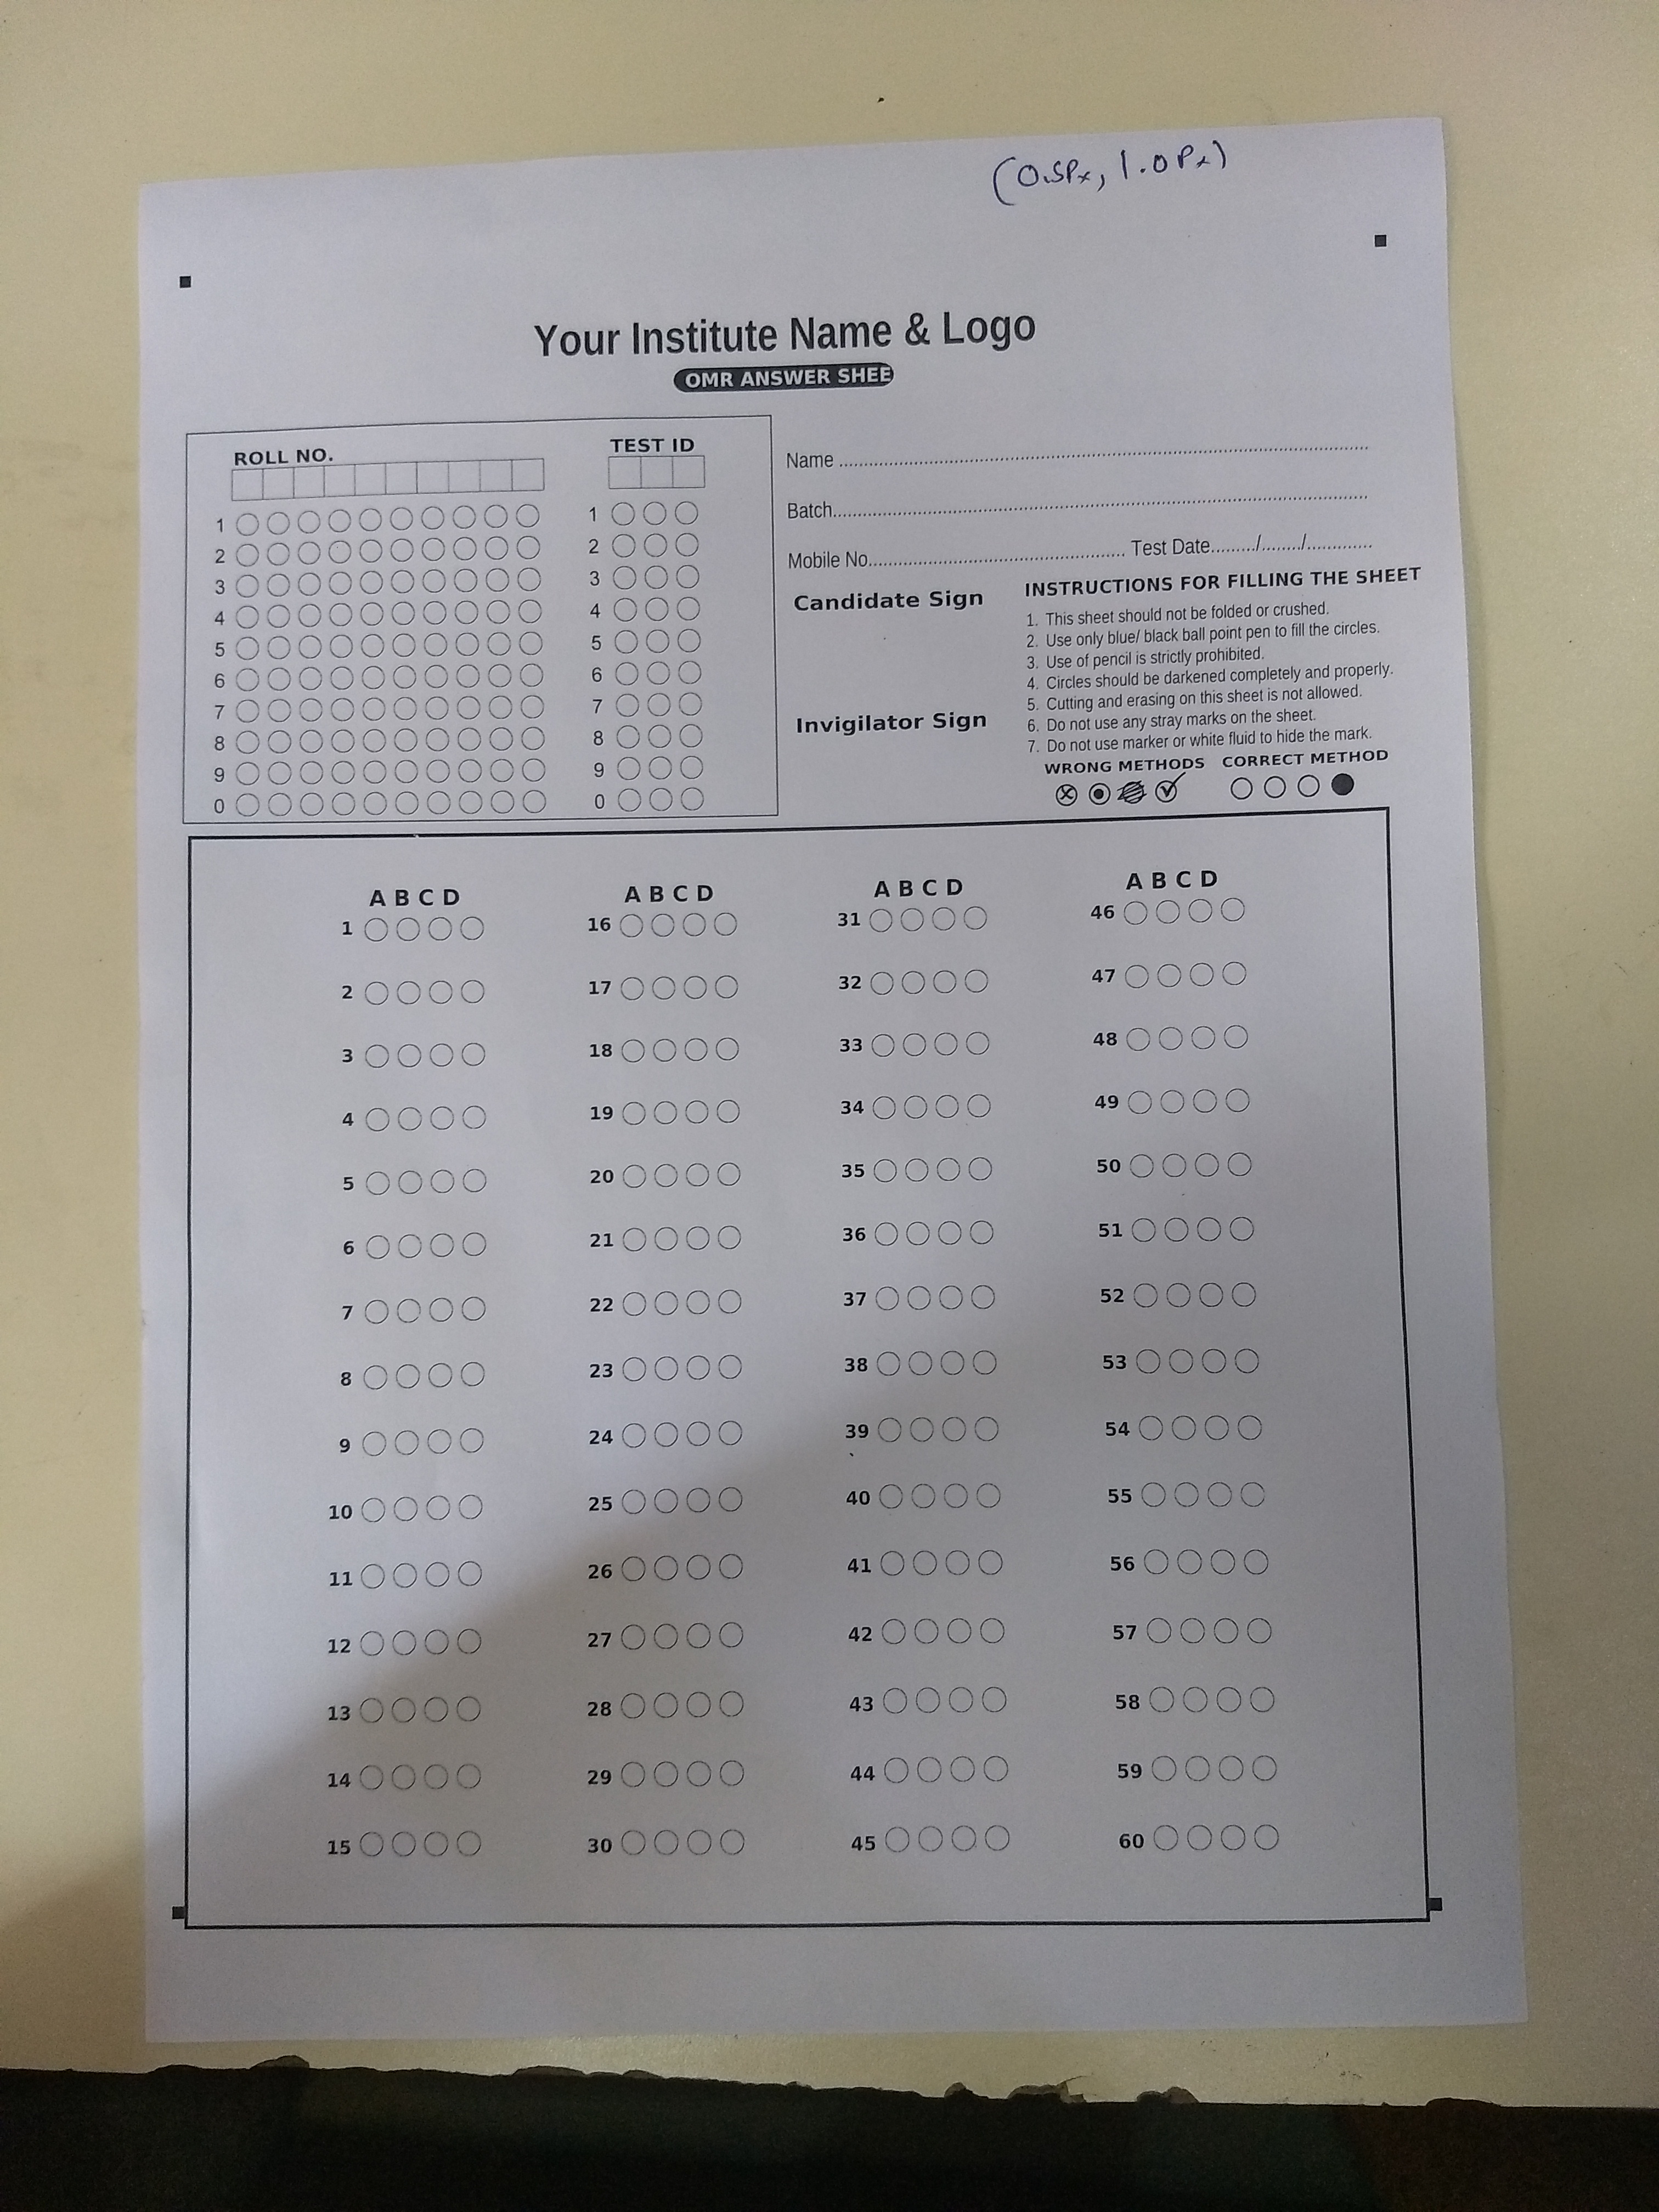 (0.5Px, 1.0Px)
Your Institute Name & Logo
OMR ANSWER SHEE
ROLL NO.
TEST ID
1 1
2 2
3 3
4 4
5 5
6 6
7 7
8 8
9 9
0 0
Name ..........
Batch..........
Mobile No.......... Test Date........./......../.............
Candidate Sign
Invigilator Sign
INSTRUCTIONS FOR FILLING THE SHEET
1. This sheet should not be folded or crushed.
2. Use only blue/ black ball point pen to fill the circles.
3. Use of pencil is strictly prohibited.
4. Circles should be darkened completely and properly.
5. Cutting and erasing on this sheet is not allowed.
6. Do not use any stray marks on the sheet.
7. Do not use marker or white fluid to hide the mark.
WRONG METHODS CORRECT METHOD
A B C D A B C D A B C D A B C D
1 16 31 46
2 17 32 47
3 18 33 48
4 19 34 49
5 20 35 50
6 21 36 51
7 22 37 52
8 23 38 53
9 24 39 54
10 25 40 55
11 26 41 56
12 27 42 57
13 28 43 58
14 29 44 59
15 30 45 60